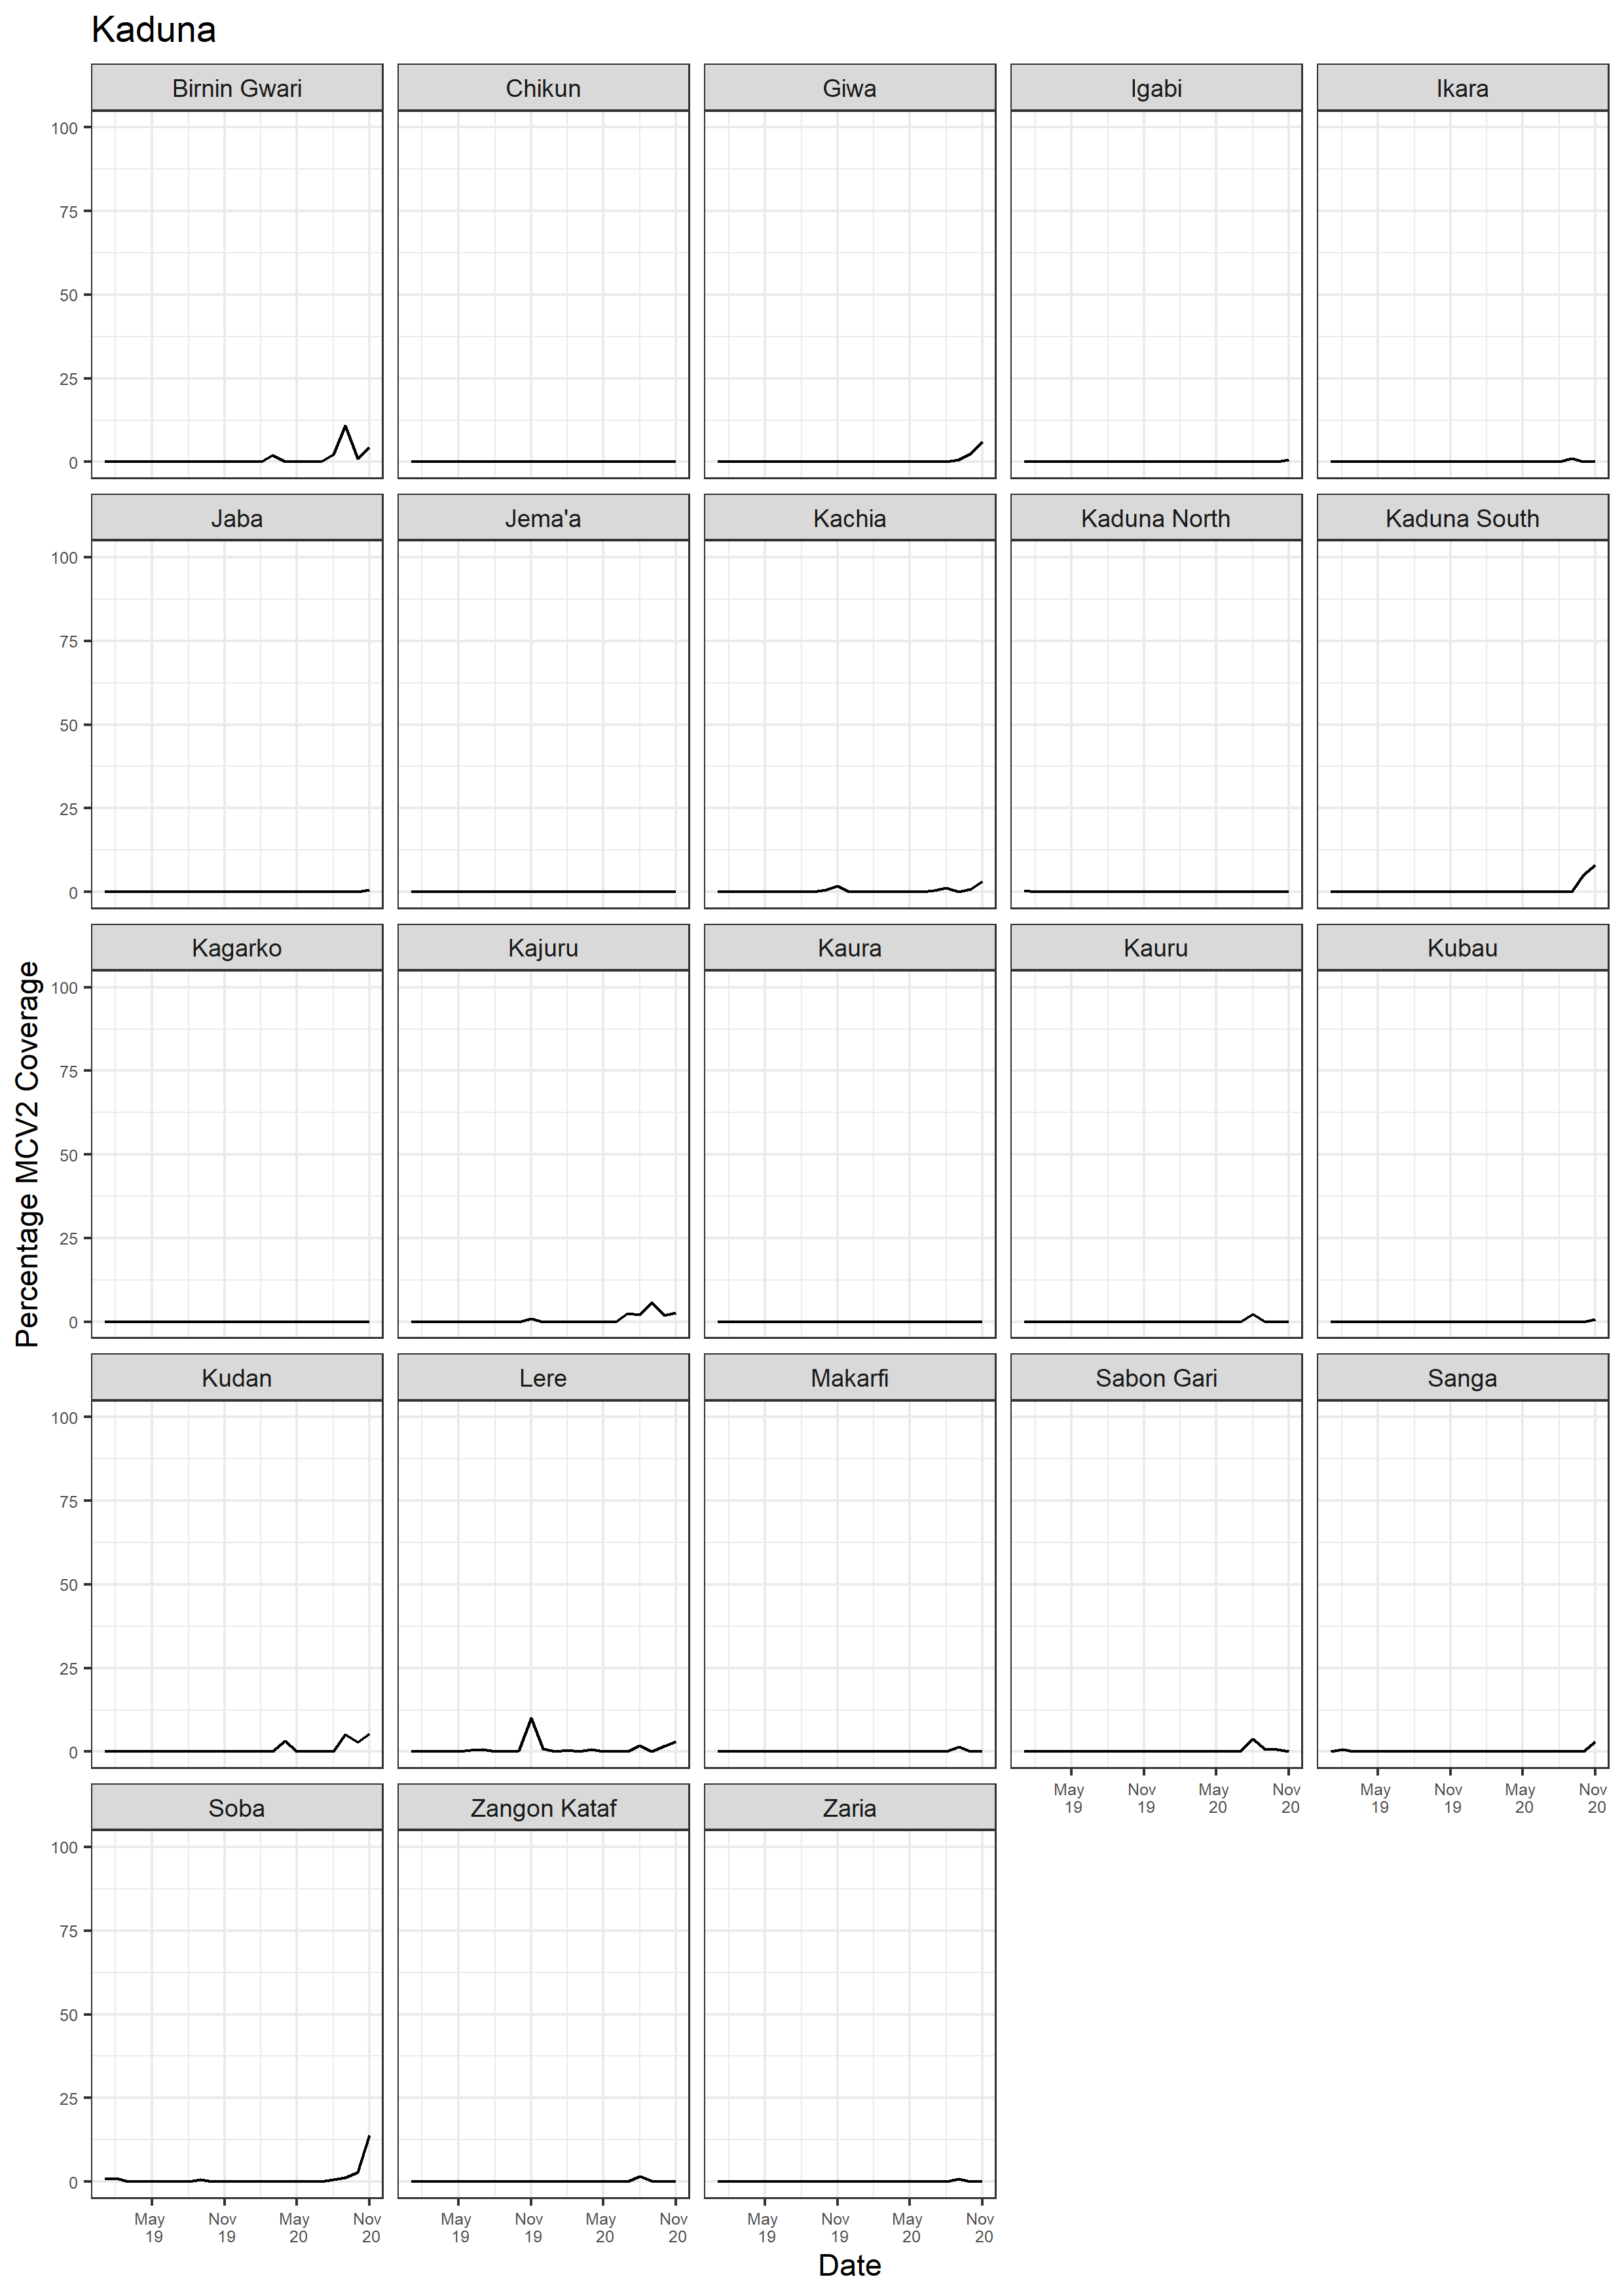 Kaduna
Birnin Gwari Chikun Giwa Igabi Ikara
100
75
50
25
0
Jaba Jema'a Kachia Kaduna North Kaduna South
100
75
50
25
0
Kagarko Kajuru Kaura Kauru Kubau
100
75
50
25
0
Percentage MCV2 Coverage
Kudan Lere Makarfi Sabon Gari Sanga
100
75
50
25
0
May Nov May Nov May Nov May Nov
19 19 20 20 19 19 20 20
Soba Zangon Kataf Zaria
100
75
50
25
0
May Nov May Nov May Nov May Nov May Nov May Nov
19 19 20 20 19 19 20 20 19 19 20 20
Date